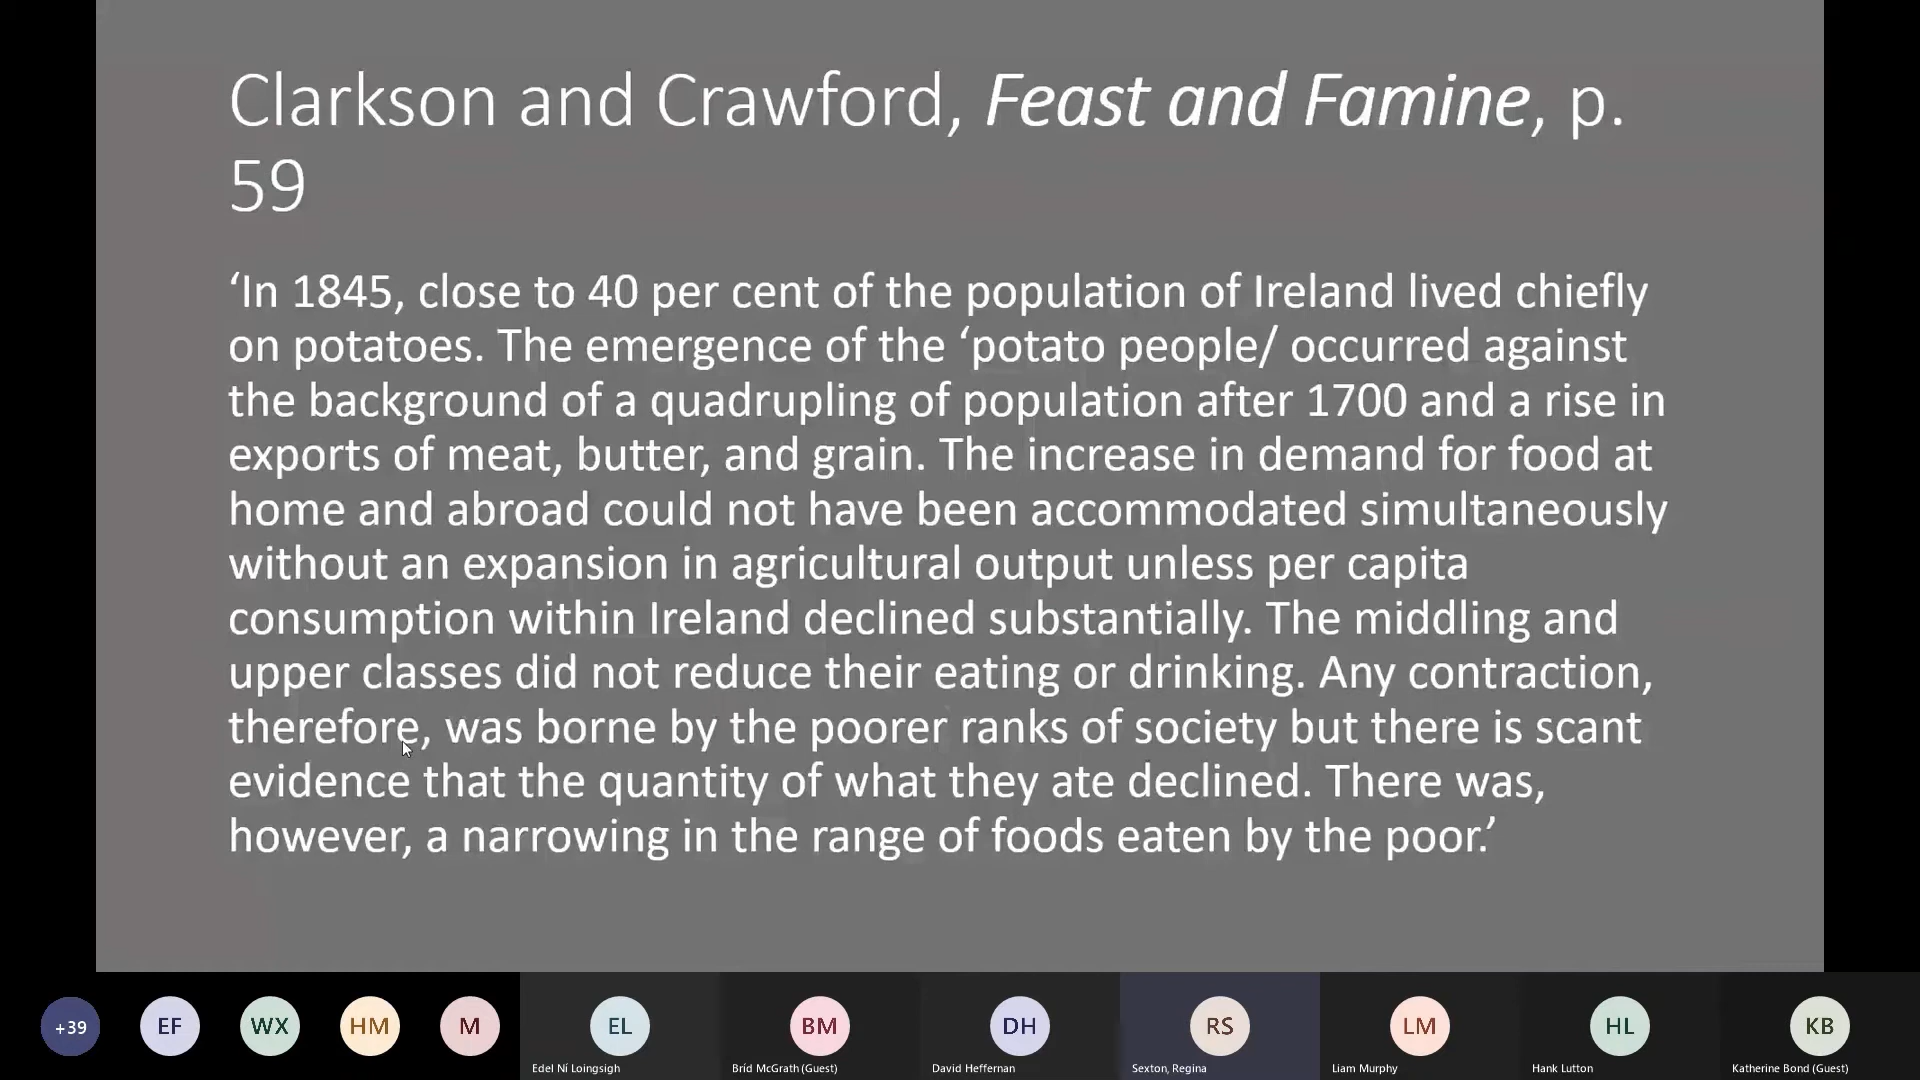 Clarkson and Crawford, Feast and Famine, p.
59
‘In 1845, close to 40 per cent of the population of Ireland lived chiefly
on potatoes. The emergence of the ‘potato people/ occurred against
the background of a quadrupling of population after 1700 and a rise in
exports of meat, butter, and grain. The increase in demand for food at
home and abroad could not have been accommodated simultaneously
without an expansion in agricultural output unless per capita
consumption within Ireland declined substantially. The middling and
upper classes did not reduce their eating or drinking. Any contraction,
therefore, was borne by the poorer ranks of society but there is scant
evidence that the quantity of what they ate declined. There was,
however, a narrowing in the range of foods eaten by the poor.’
+39 EF WX HM M EL BM DH RS LM HL KB
Edel Ní Loingsigh Bríd McGrath (Guest) David Heffernan Sexton, Regina Liam Murphy Hank Lutton Katherine Bond (Guest)